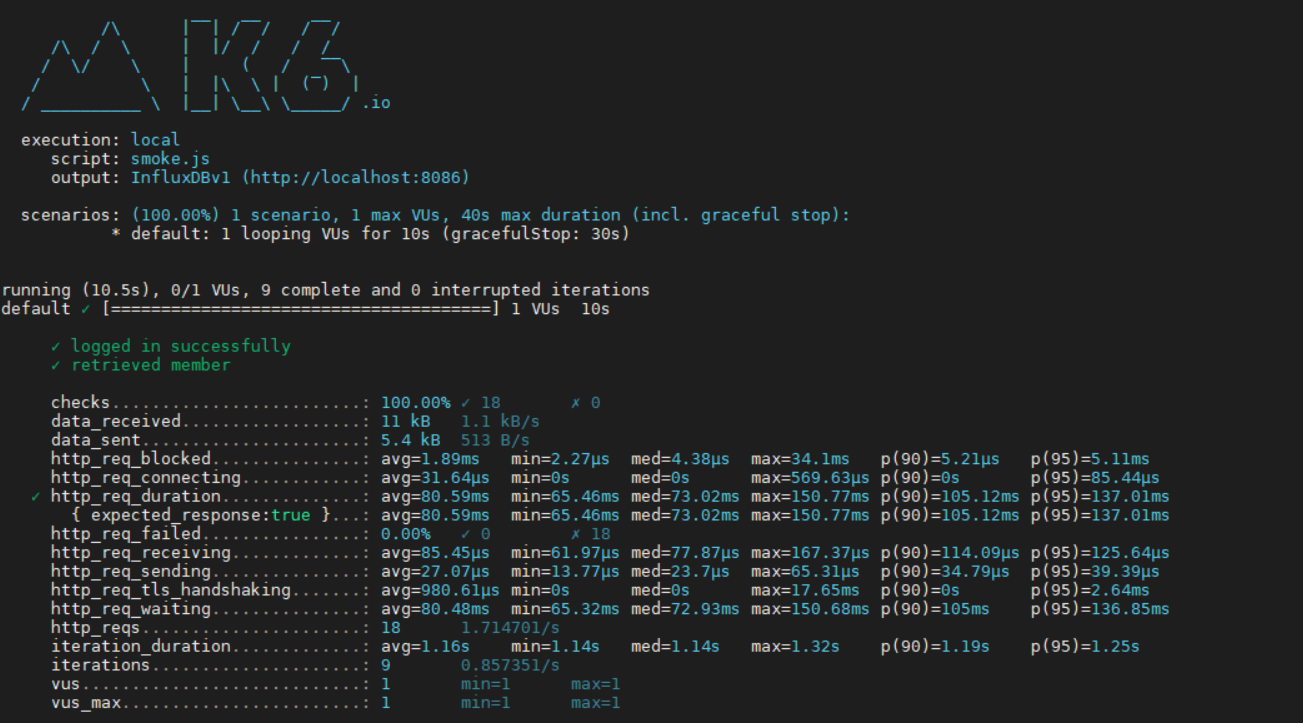 K6 .io
execution: local
script: smoke.js
output: InfluxDBv1 (http://localhost:8086)
scenarios: (100.00%) 1 scenario, 1 max VUs, 40s max duration (incl. graceful stop):
* default: 1 looping VUs for 10s (gracefulStop: 30s)
running (10.5s), 0/1 VUs, 9 complete and 0 interrupted iterations
default ✓ [======================================] 1 VUs  10s
✓ logged in successfully
✓ retrieved member
checks.........................: 100.00% ✓ 18       ✗ 0
data_received..................: 11 kB   1.1 kB/s
data_sent......................: 5.4 kB  513 B/s
http_req_blocked...............: avg=1.89ms   min=2.27µs  med=4.38µs  max=34.1ms   p(90)=5.21µs   p(95)=5.11ms
http_req_connecting............: avg=31.64µs  min=0s      med=0s      max=569.63µs p(90)=0s       p(95)=85.44µs
✓ http_req_duration..............: avg=80.59ms  min=65.46ms med=73.02ms max=150.77ms p(90)=105.12ms p(95)=137.01ms
{ expected_response:true }...: avg=80.59ms  min=65.46ms med=73.02ms max=150.77ms p(90)=105.12ms p(95)=137.01ms
http_req_failed................: 0.00%   ✓ 0        ✗ 18
http_req_receiving.............: avg=85.45µs  min=61.97µs med=77.87µs max=167.37µs p(90)=114.09µs p(95)=125.64µs
http_req_sending...............: avg=27.07µs  min=13.77µs med=23.7µs  max=65.31µs  p(90)=34.79µs  p(95)=39.39µs
http_req_tls_handshaking.......: avg=980.61µs min=0s      med=0s      max=17.65ms  p(90)=0s       p(95)=2.64ms
http_req_waiting...............: avg=80.48ms  min=65.32ms med=72.93ms max=150.68ms p(90)=105ms    p(95)=136.85ms
http_reqs......................: 18      1.714701/s
iteration_duration.............: avg=1.16s    min=1.14s   med=1.14s   max=1.32s    p(90)=1.19s    p(95)=1.25s
iterations.....................: 9       0.857351/s
vus............................: 1       min=1      max=1
vus_max........................: 1       min=1      max=1